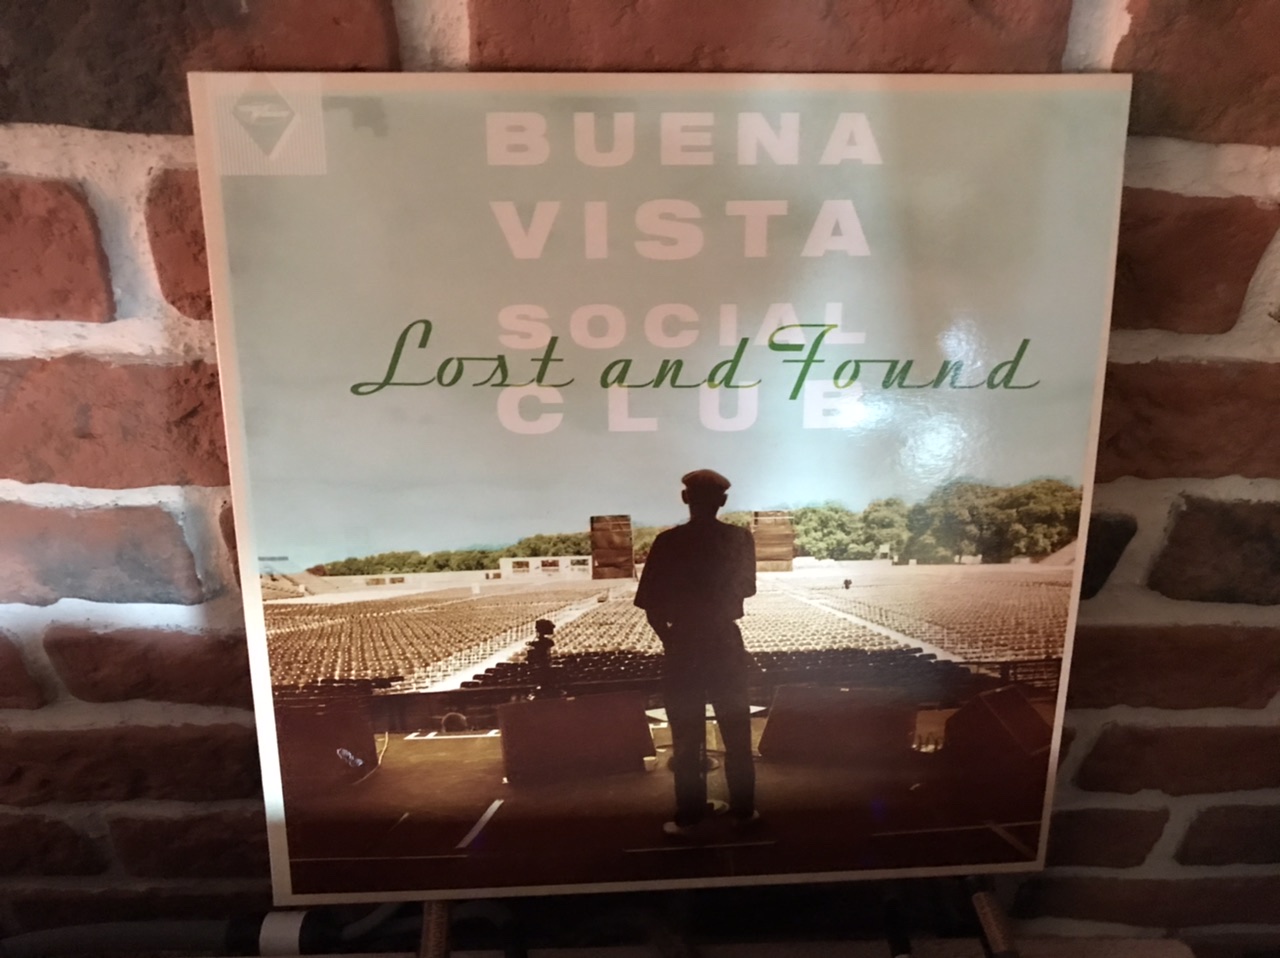 BUENA
VISTA
SOCIAL
Lost and Found
CLUB